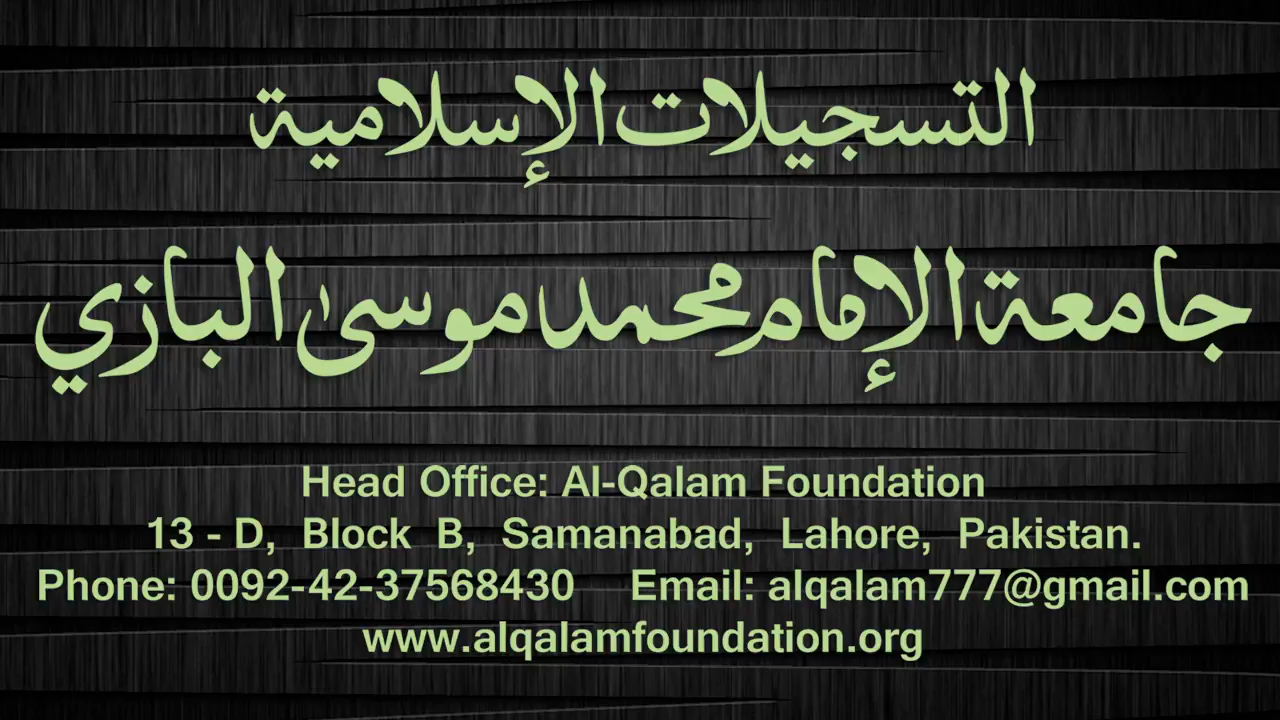 التسجيلات الإسلامية
جامعة الإمام محمد موسىٰ البازي
Head Office: Al-Qalam Foundation
13 - D, Block B, Samanabad, Lahore, Pakistan.
Phone: 0092-42-37568430 Email: alqalam777@gmail.com
www.alqalamfoundation.org